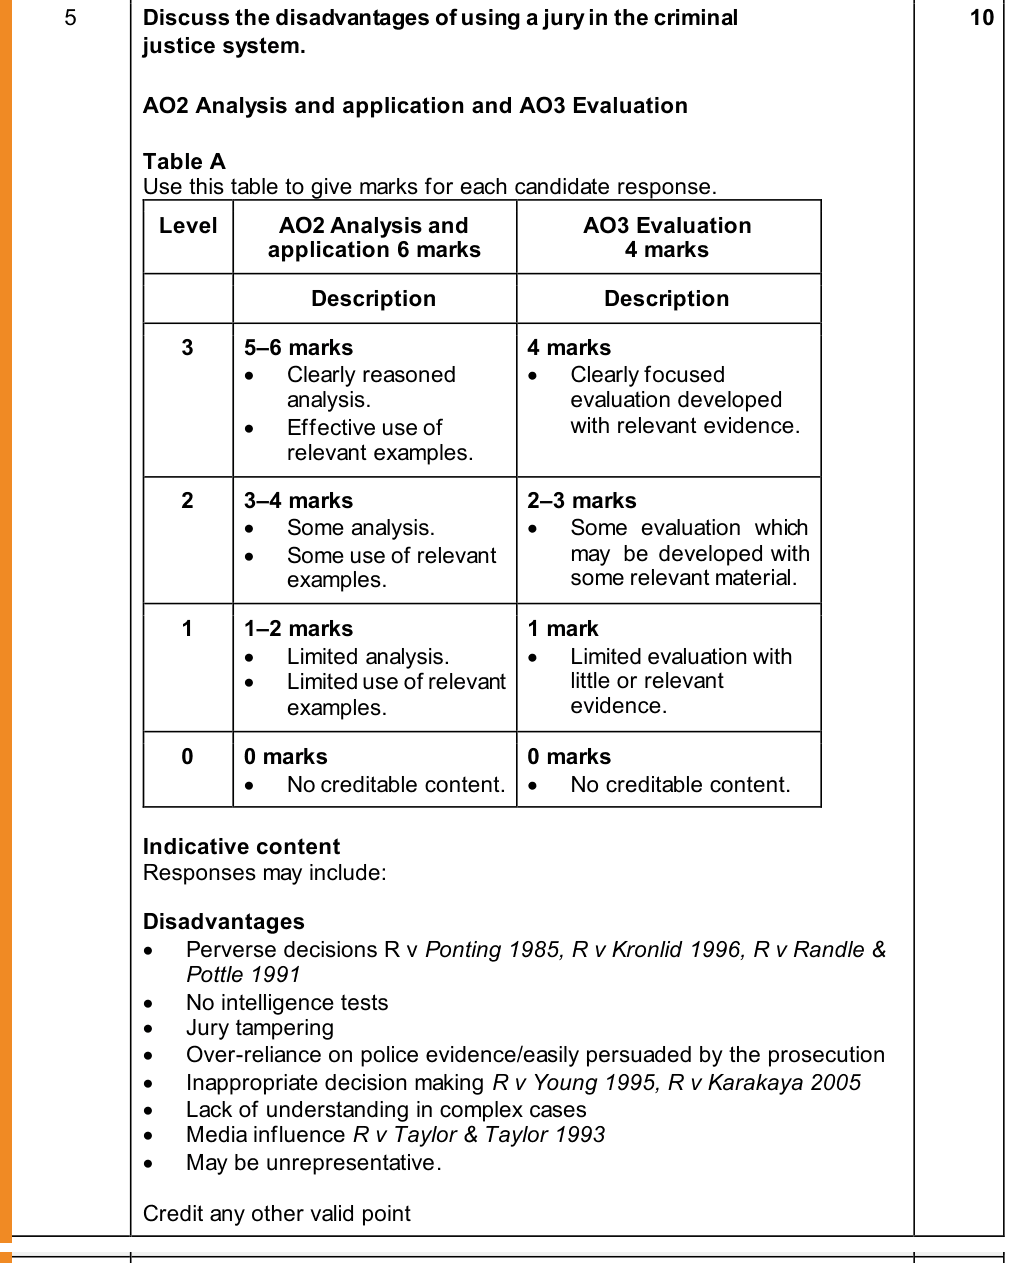 5 Discuss the disadvantages of using a jury in the criminal 10
justice system.
AO2 Analysis and application and AO3 Evaluation
Table A
Use this table to give marks for each candidate response.
Level AO2 Analysis and AO3 Evaluation
application 6 marks 4 marks
Description Description
3 5–6 marks 4 marks
• Clearly reasoned • Clearly focused
analysis. evaluation developed
• Effective use of with relevant evidence.
relevant examples.
2 3–4 marks 2–3 marks
• Some analysis. • Some evaluation which
• Some use of relevant may be developed with
examples. some relevant material.
1 1–2 marks 1 mark
• Limited analysis. • Limited evaluation with
• Limited use of relevant little or relevant
examples. evidence.
0 0 marks 0 marks
• No creditable content. • No creditable content.
Indicative content
Responses may include:
Disadvantages
• Perverse decisions R v Ponting 1985, R v Kronlid 1996, R v Randle &
Pottle 1991
• No intelligence tests
• Jury tampering
• Over-reliance on police evidence/easily persuaded by the prosecution
• Inappropriate decision making R v Young 1995, R v Karakaya 2005
• Lack of understanding in complex cases
• Media influence R v Taylor & Taylor 1993
• May be unrepresentative.
Credit any other valid point